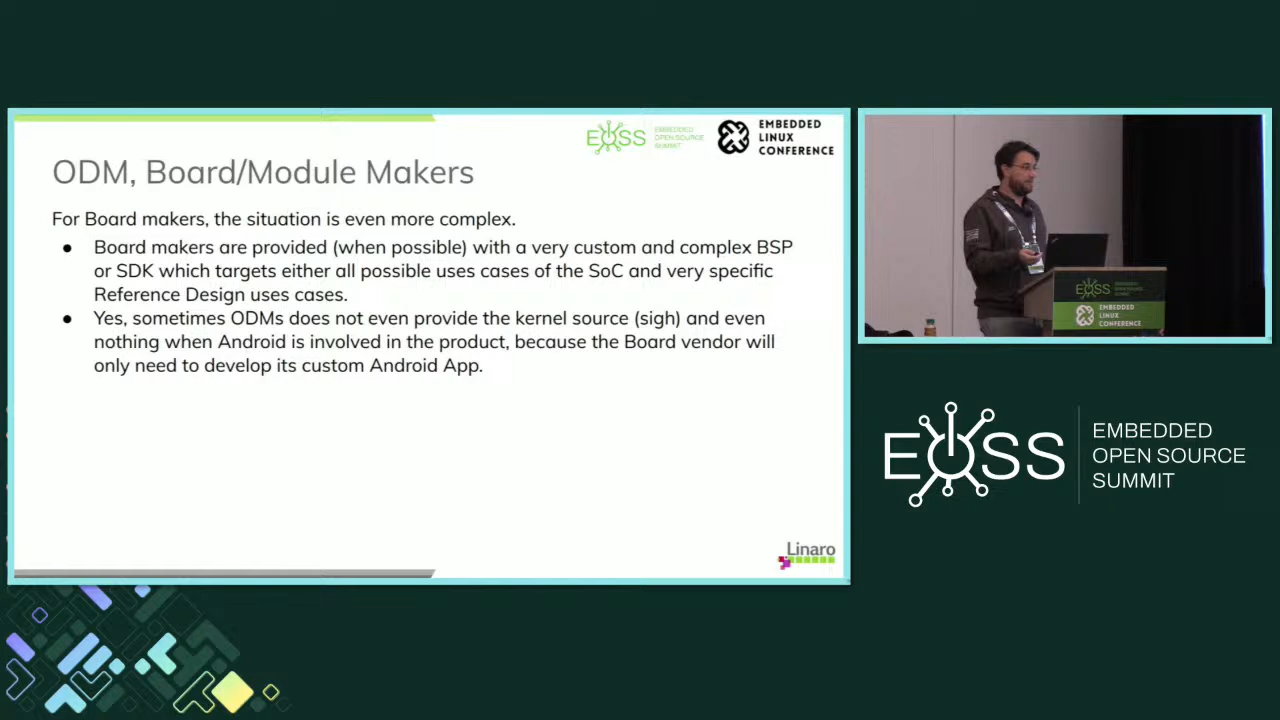 EOSS
EMBEDDED
OPEN SOURCE
SUMMIT
EMBEDDED
LINUX
CONFERENCE
ODM, Board/Module Makers
For Board makers, the situation is even more complex.
● Board makers are provided (when possible) with a very custom and complex BSP
or SDK which targets either all possible uses cases of the SoC and very specific
Reference Design uses cases.
● Yes, sometimes ODMs does not even provide the kernel source (sigh) and even
nothing when Android is involved in the product, because the Board vendor will
only need to develop its custom Android App.
Linaro
EOSS
EMBEDDED
LINUX
CONFERENCE
EOSS
EMBEDDED
OPEN SOURCE
SUMMIT